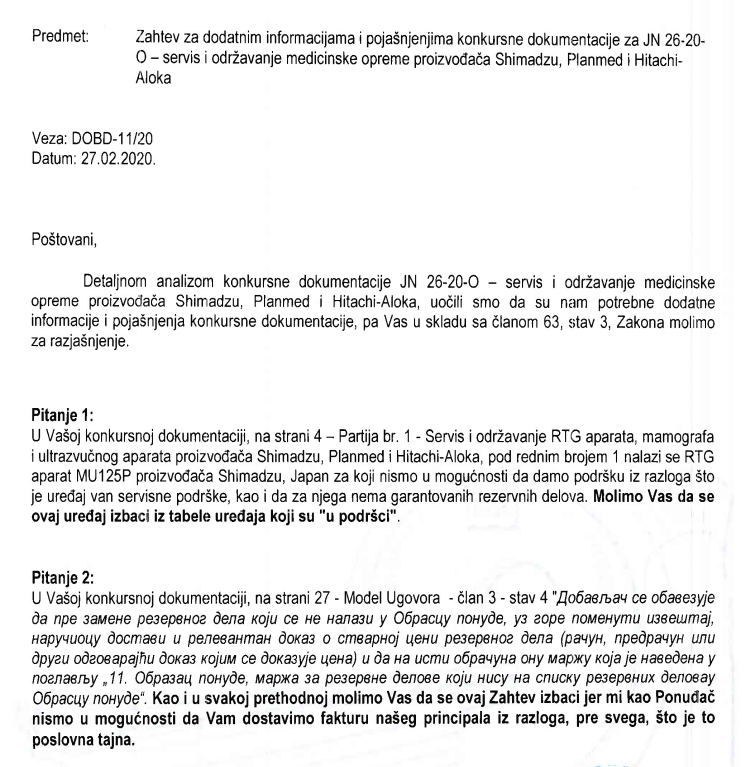 Predmet: Zahtev za dodatnim informacijama i pojašnjenjima konkursne dokumentacije za JN 26-20-
O – servis i održavanje medicinske opreme proizvođača Shimadzu, Planmed i Hitachi-
Aloka
Veza: DOBD-11/20
Datum: 27.02.2020.
Poštovani,
Detaljnom analizom konkursne dokumentacije JN 26-20-O – servis i održavanje medicinske
opreme proizvođača Shimadzu, Planmed i Hitachi-Aloka, uočili smo da su nam potrebne dodatne
informacije i pojašnjenja konkursne dokumentacije, pa Vas u skladu sa članom 63, stav 3, Zakona molimo
za razjašnjenje.
Pitanje 1:
U Vašoj konkursnoj dokumentaciji, na strani 4 – Partija br. 1 - Servis i održavanje RTG aparata, mamografa
i ultrazvučnog aparata proizvođača Shimadzu, Planmed i Hitachi-Aloka, pod rednim brojem 1 nalazi se RTG
aparat MU125P proizvođača Shimadzu, Japan za koji nismo u mogućnosti da damo podršku iz razloga što
je uređaj van servisne podrške, kao i da za njega nema garantovanih rezervnih delova. Molimo Vas da se
ovaj uređaj izbaci iz tabele uređaja koji su "u podršci".
Pitanje 2:
U Vašoj konkursnoj dokumentaciji, na strani 27 - Model Ugovora - član 3 - stav 4 "Добављач се обавезује
да пре замене резервног дела који се не налази у Обрасцу понуде, уз горе поменути извештај,
наручиоцу достави и релевантан доказ о стварној цени резервног дела (рачун, предрачун или
други одговарајући доказ којим се доказује цена) и да на исти обрачуна ону маржу која је наведена у
поглављу „11. Образац понуде, маржа за резервне делове који нису на списку резервних деловау
Обрасцу понуде“. Kao i u svakoj prethodnoj molimo Vas da se ovaj Zahtev izbaci jer mi kao Ponuđač
nismo u mogućnosti da Vam dostavimo fakturu našeg principala iz razloga, pre svega, što je to
poslovna tajna.